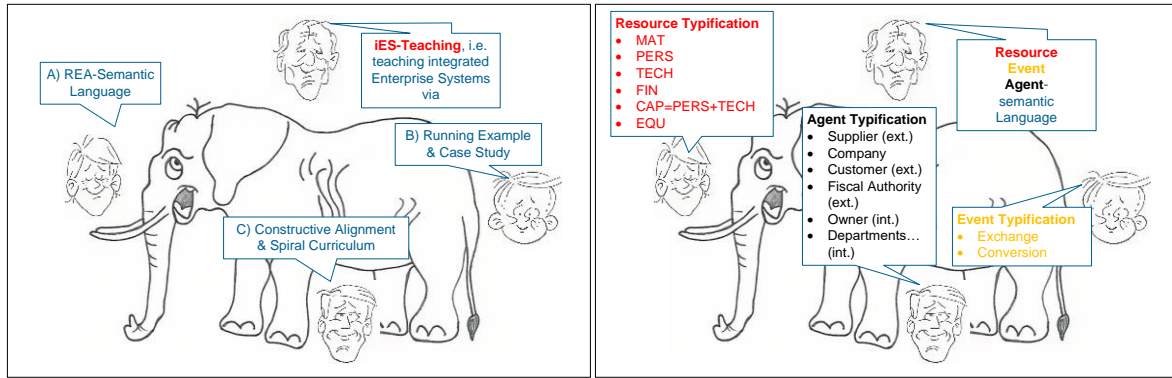 iES-Teaching, i.e.
teaching integrated
Enterprise Systems
via
A) REA-Semantic
Language
B) Running Example
& Case Study
C) Constructive Alignment
& Spiral Curriculum
Resource Typification
• MAT
• PERS
• TECH
• FIN
• CAP=PERS+TECH
• EQU
Resource
Event
Agent-
semantic
Language
Agent Typification
• Supplier (ext.)
• Company
• Customer (ext.)
• Fiscal Authority
(ext.)
• Owner (int.)
• Departments…
(int.)
Event Typification
• Exchange
• Conversion